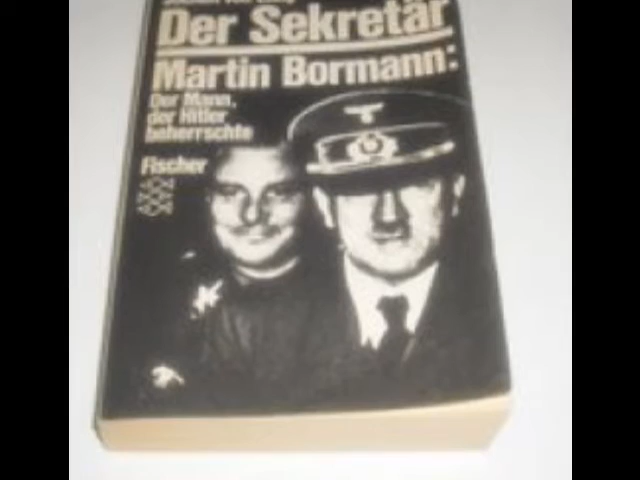 Der Sekretär
Martin Bormann:
Der Mann,
der Hitler
beherrschte
Fischer